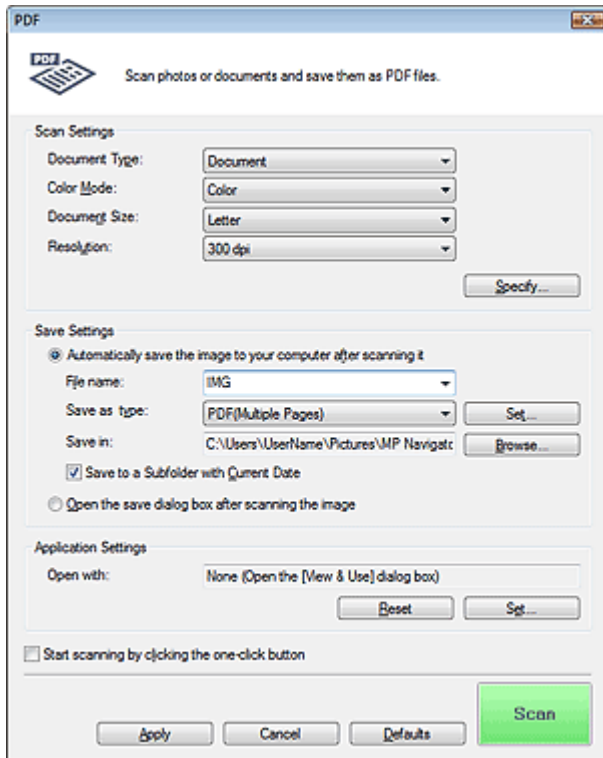 PDF
PDF
Scan photos or documents and save them as PDF files.
Scan Settings
Document Type: Document
Color Mode: Color
Document Size: Letter
Resolution: 300 dpi
Specify...
Save Settings
Automatically save the image to your computer after scanning it
File name: IMG
Save as type: PDF(Multiple Pages) Set...
Save in: C:\Users\UserName\Pictures\MP Navigato Browse...
Save to a Subfolder with Current Date
Open the save dialog box after scanning the image
Application Settings
Open with: None (Open the [View & Use] dialog box)
Reset Set...
Start scanning by clicking the one-click button
Scan
Apply Cancel Defaults